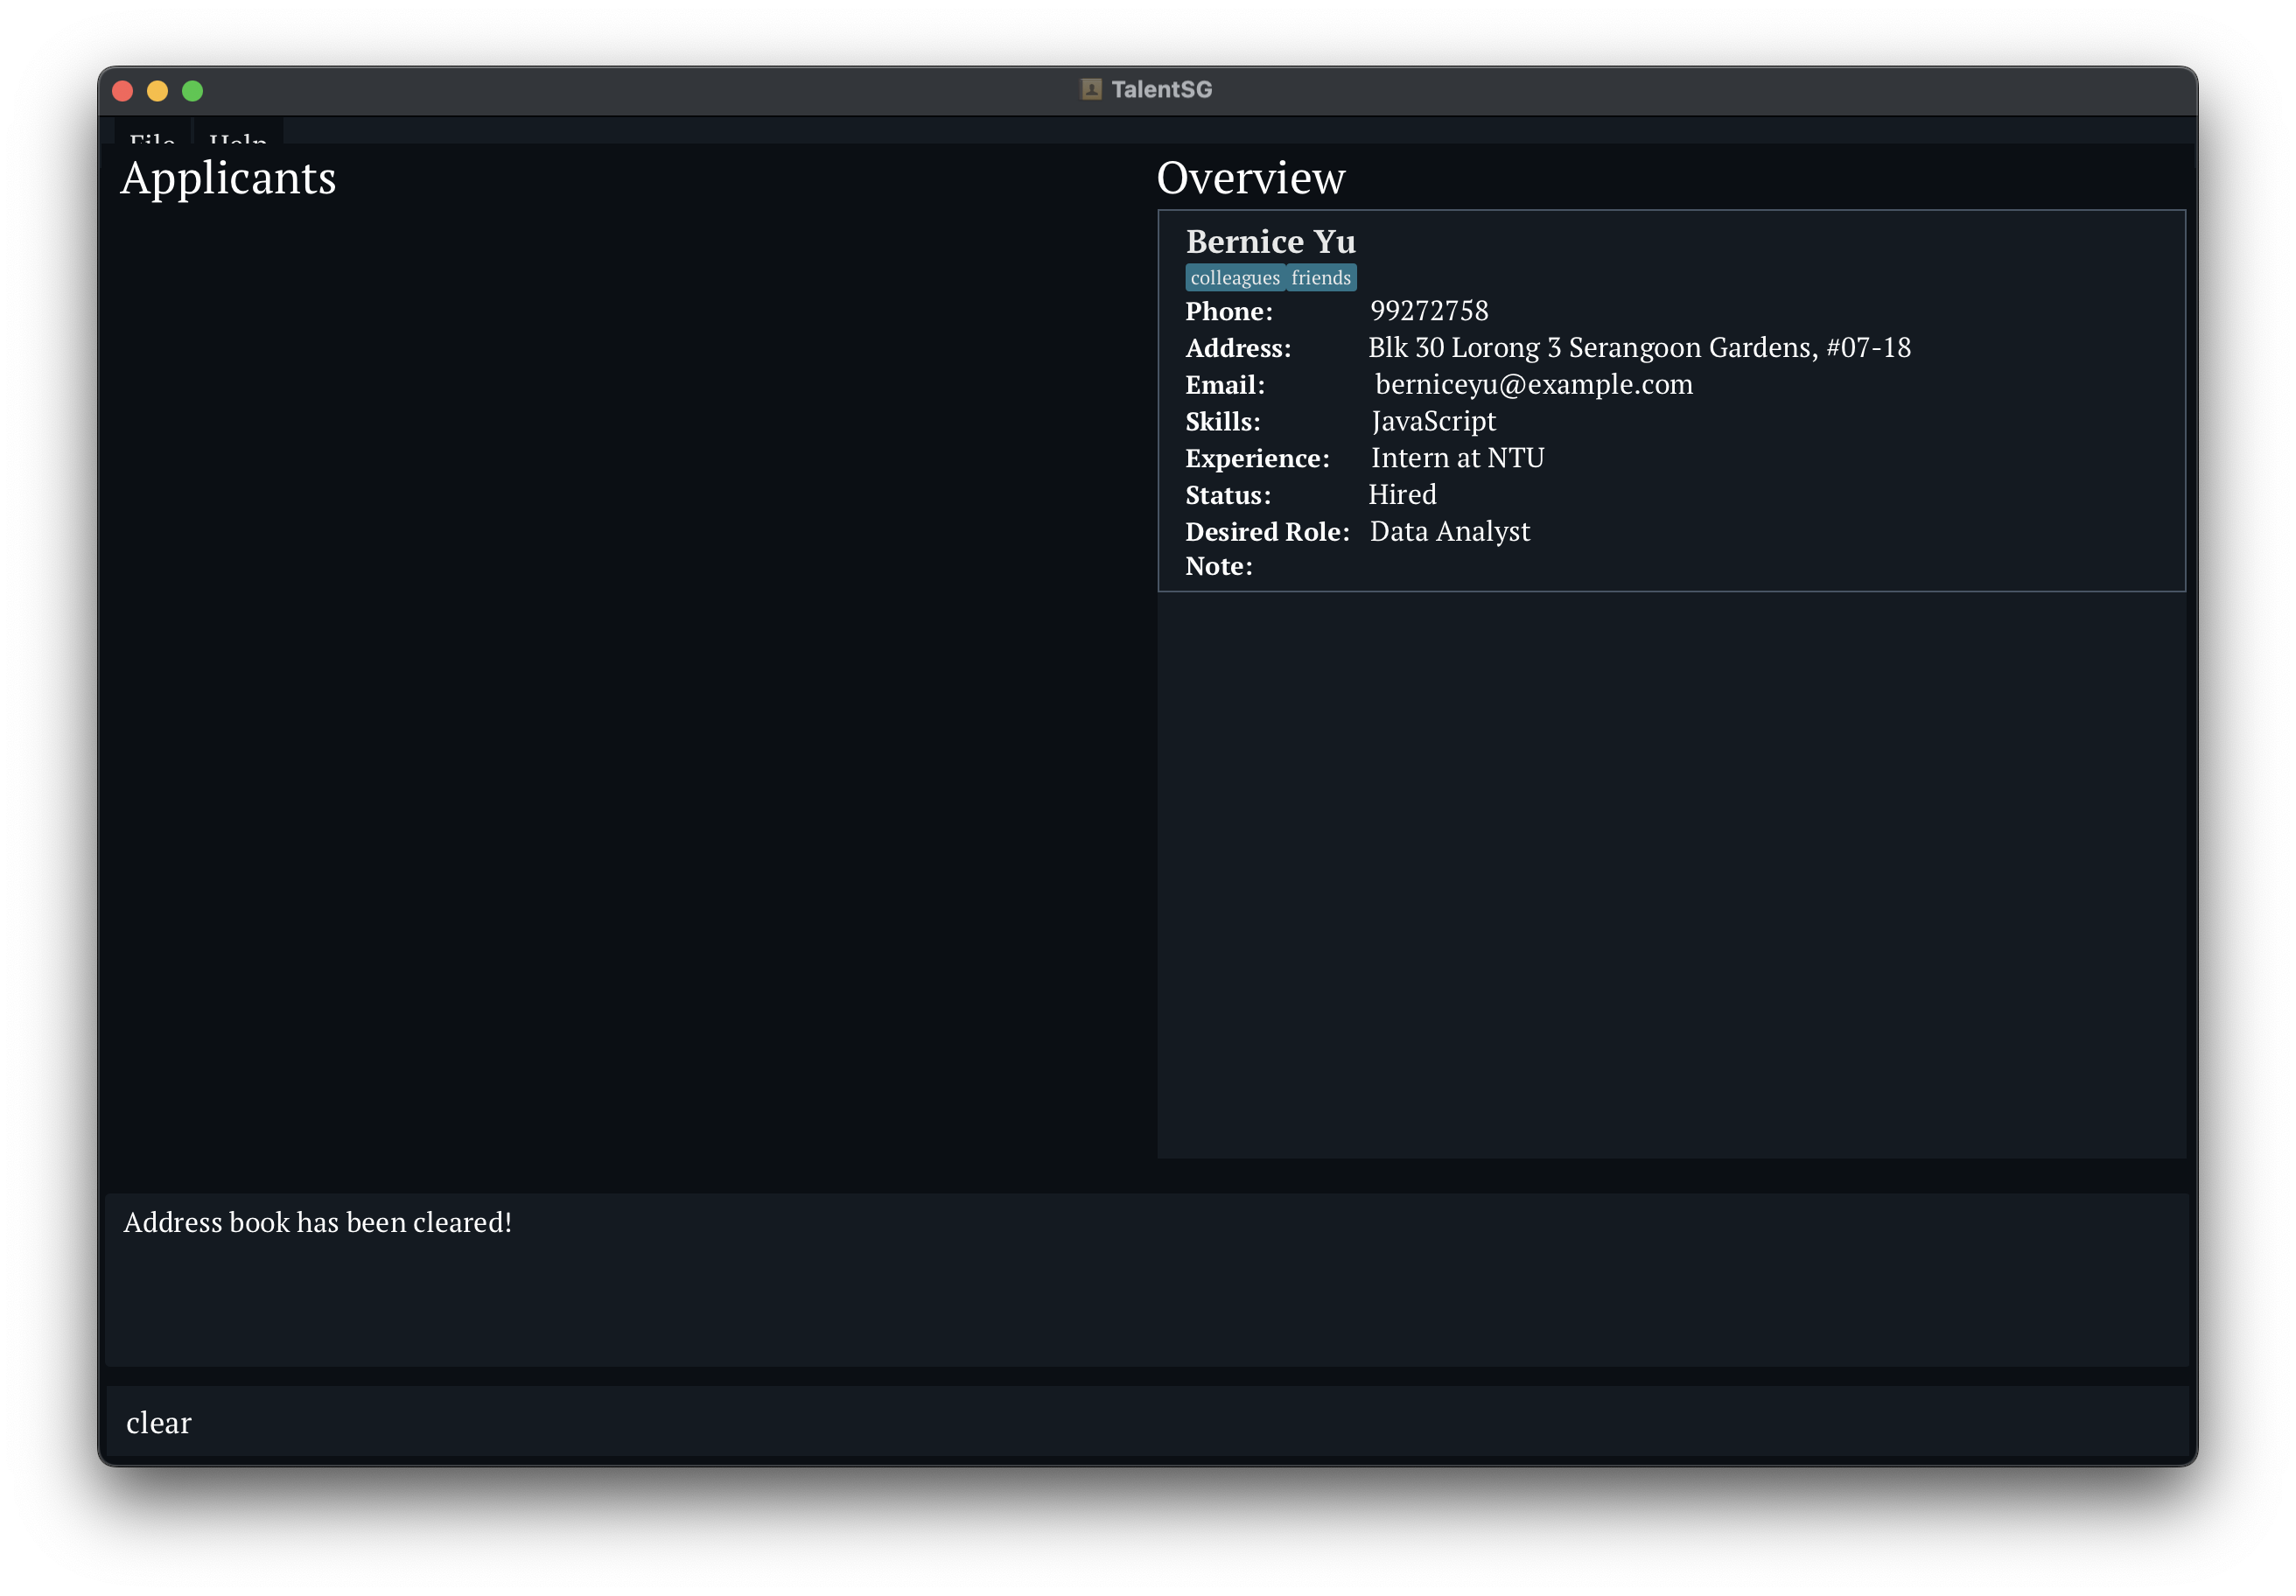 TalentSG
File Help
Applicants
Overview
Bernice Yu
colleagues friends
Phone: 99272758
Address: Blk 30 Lorong 3 Serangoon Gardens, #07-18
Email: berniceyu@example.com
Skills: JavaScript
Experience: Intern at NTU
Status: Hired
Desired Role: Data Analyst
Note:
Address book has been cleared!
clear